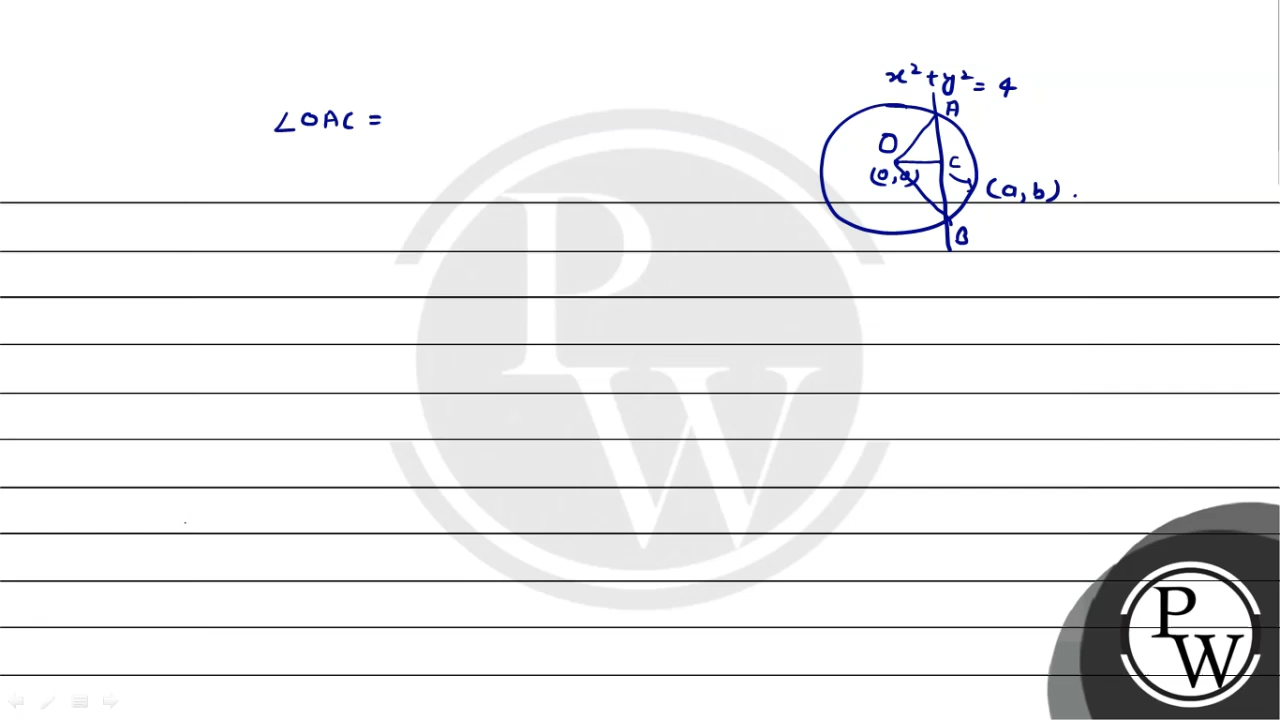 x² + y² = 4
∠OAC =
A
O
C
(0, 0)
(a, b) .
B
P
W
P
W